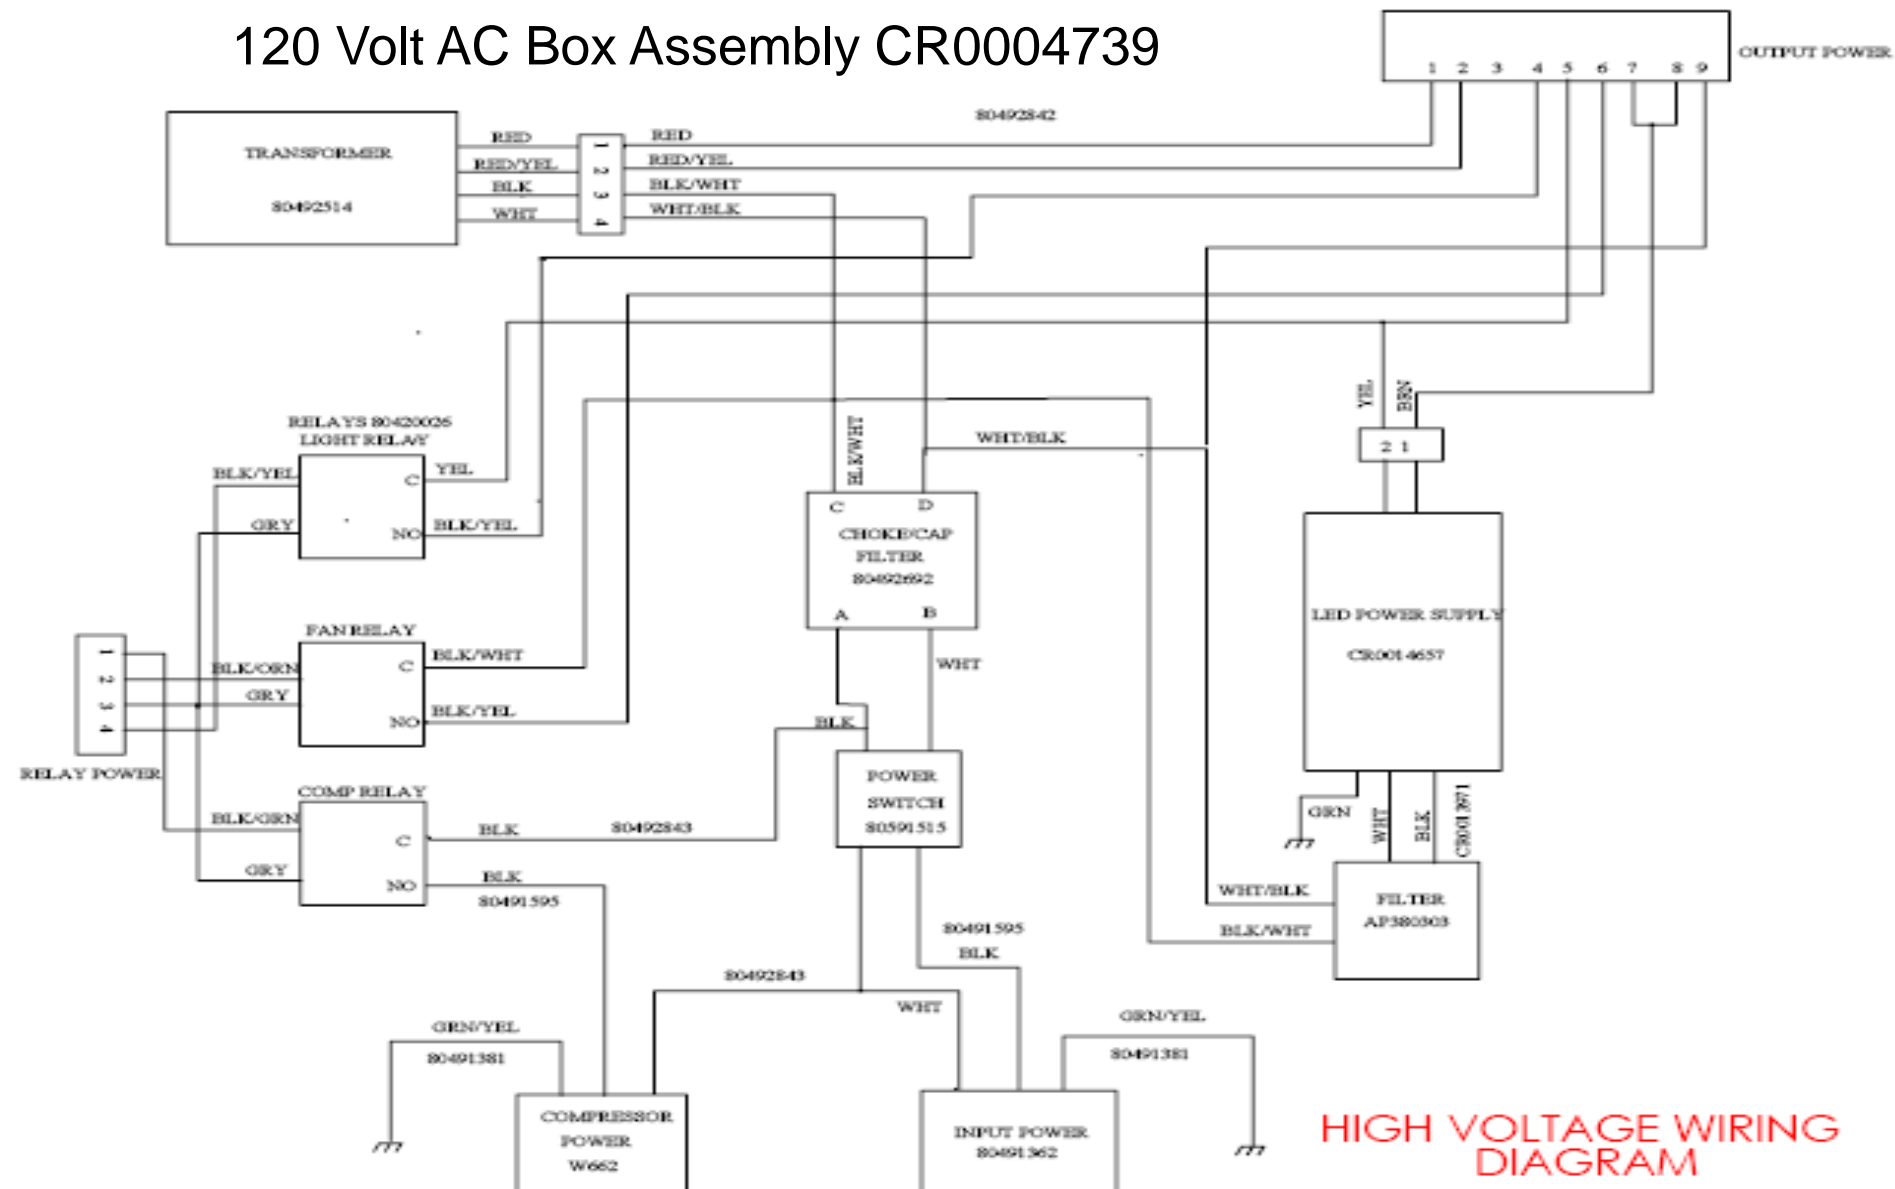 120 Volt AC Box Assembly CR0004739
OUTPUT POWER
1 2 3 4 5 6 7 8 9
80492842
TRANSFORMER
80492514
RED
RED/YEL
BLK
WHT
1
2
3
4
RED
RED/YEL
BLK/WHT
WHT/BLK
YEL
BRN
2 1
RELAYS 80420026
LIGHT RELAY
BLK/YEL
GRY
C
NO
YEL
BLK/YEL
BLK/WHT
WHT/BLK
C D
CHOKE/CAP
FILTER
80492692
A B
WHT
BLK
LED POWER SUPPLY
CR0014657
FAN RELAY
BLK/ORN
GRY
C
NO
BLK/WHT
BLK/YEL
1
2
3
4
RELAY POWER
POWER
SWITCH
80591515
COMP RELAY
BLK/GRN
GRY
C
NO
BLK
80492843
BLK
80491595
GRN
WHT
BLK
WHT/BLK
BLK/WHT
FILTER
AP380303
80491595
BLK
80492843
WHT
GRN/YEL
80491381
GRN/YEL
80491381
COMPRESSOR
POWER
W662
INPUT POWER
80491362
HIGH VOLTAGE WIRING
DIAGRAM